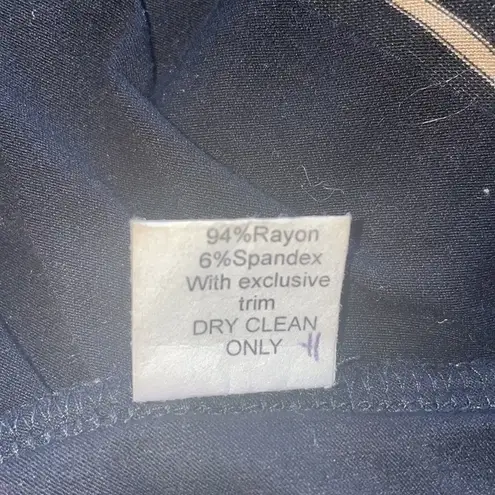 94%Rayon
6%Spandex
With exclusive
trim
DRY CLEAN
ONLY